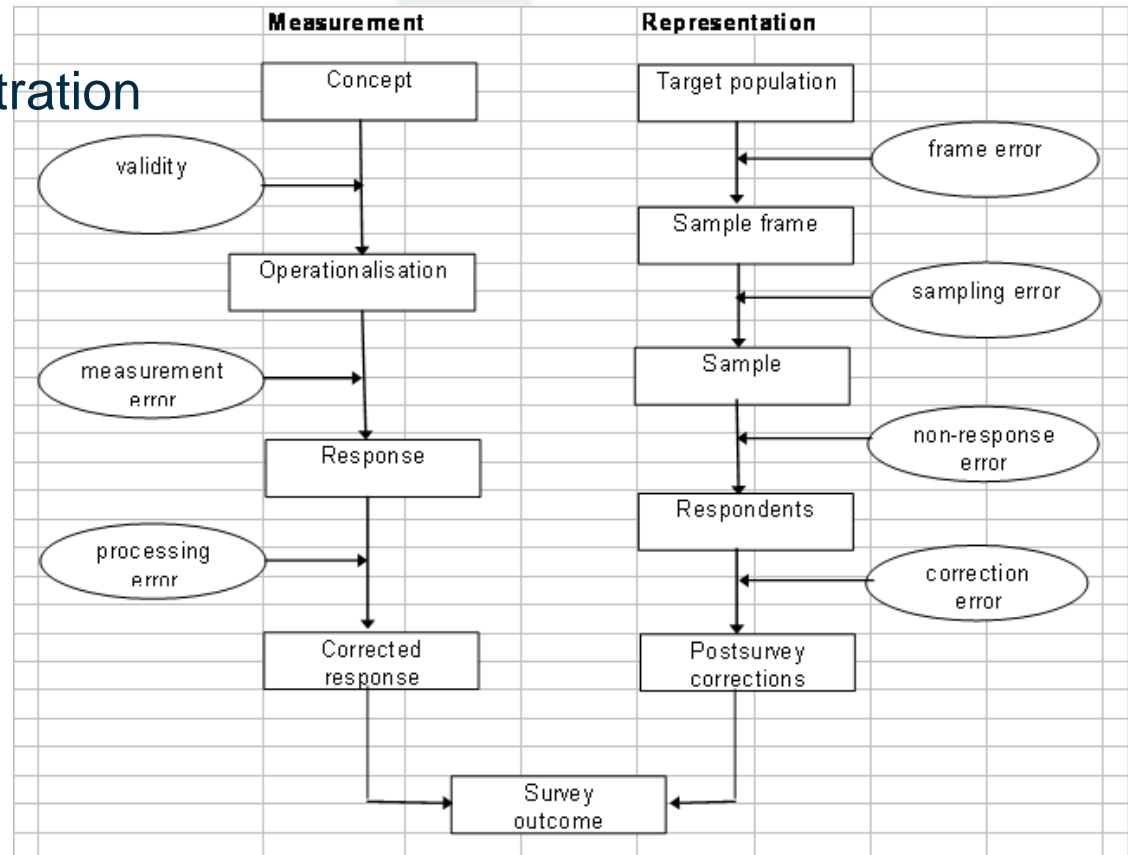 Measurement
Representation
tration
Concept
Target population
validity
frame error
Sample frame
Operationalisation
sampling error
measurement
error
Sample
Response
non-response
error
Respondents
processing
error
correction
error
Corrected
response
Postsurvey
corrections
Survey
outcome